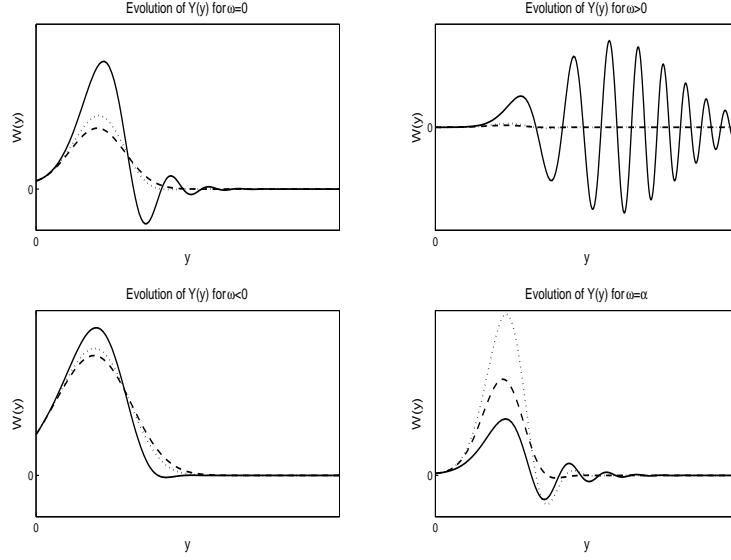 Evolution of Y(y) for ω=0
W(y)
0
0
y
Evolution of Y(y) for ω>0
W(y)
0
0
y
Evolution of Y(y) for ω<0
W(y)
0
0
y
Evolution of Y(y) for ω=α
W(y)
0
0
y